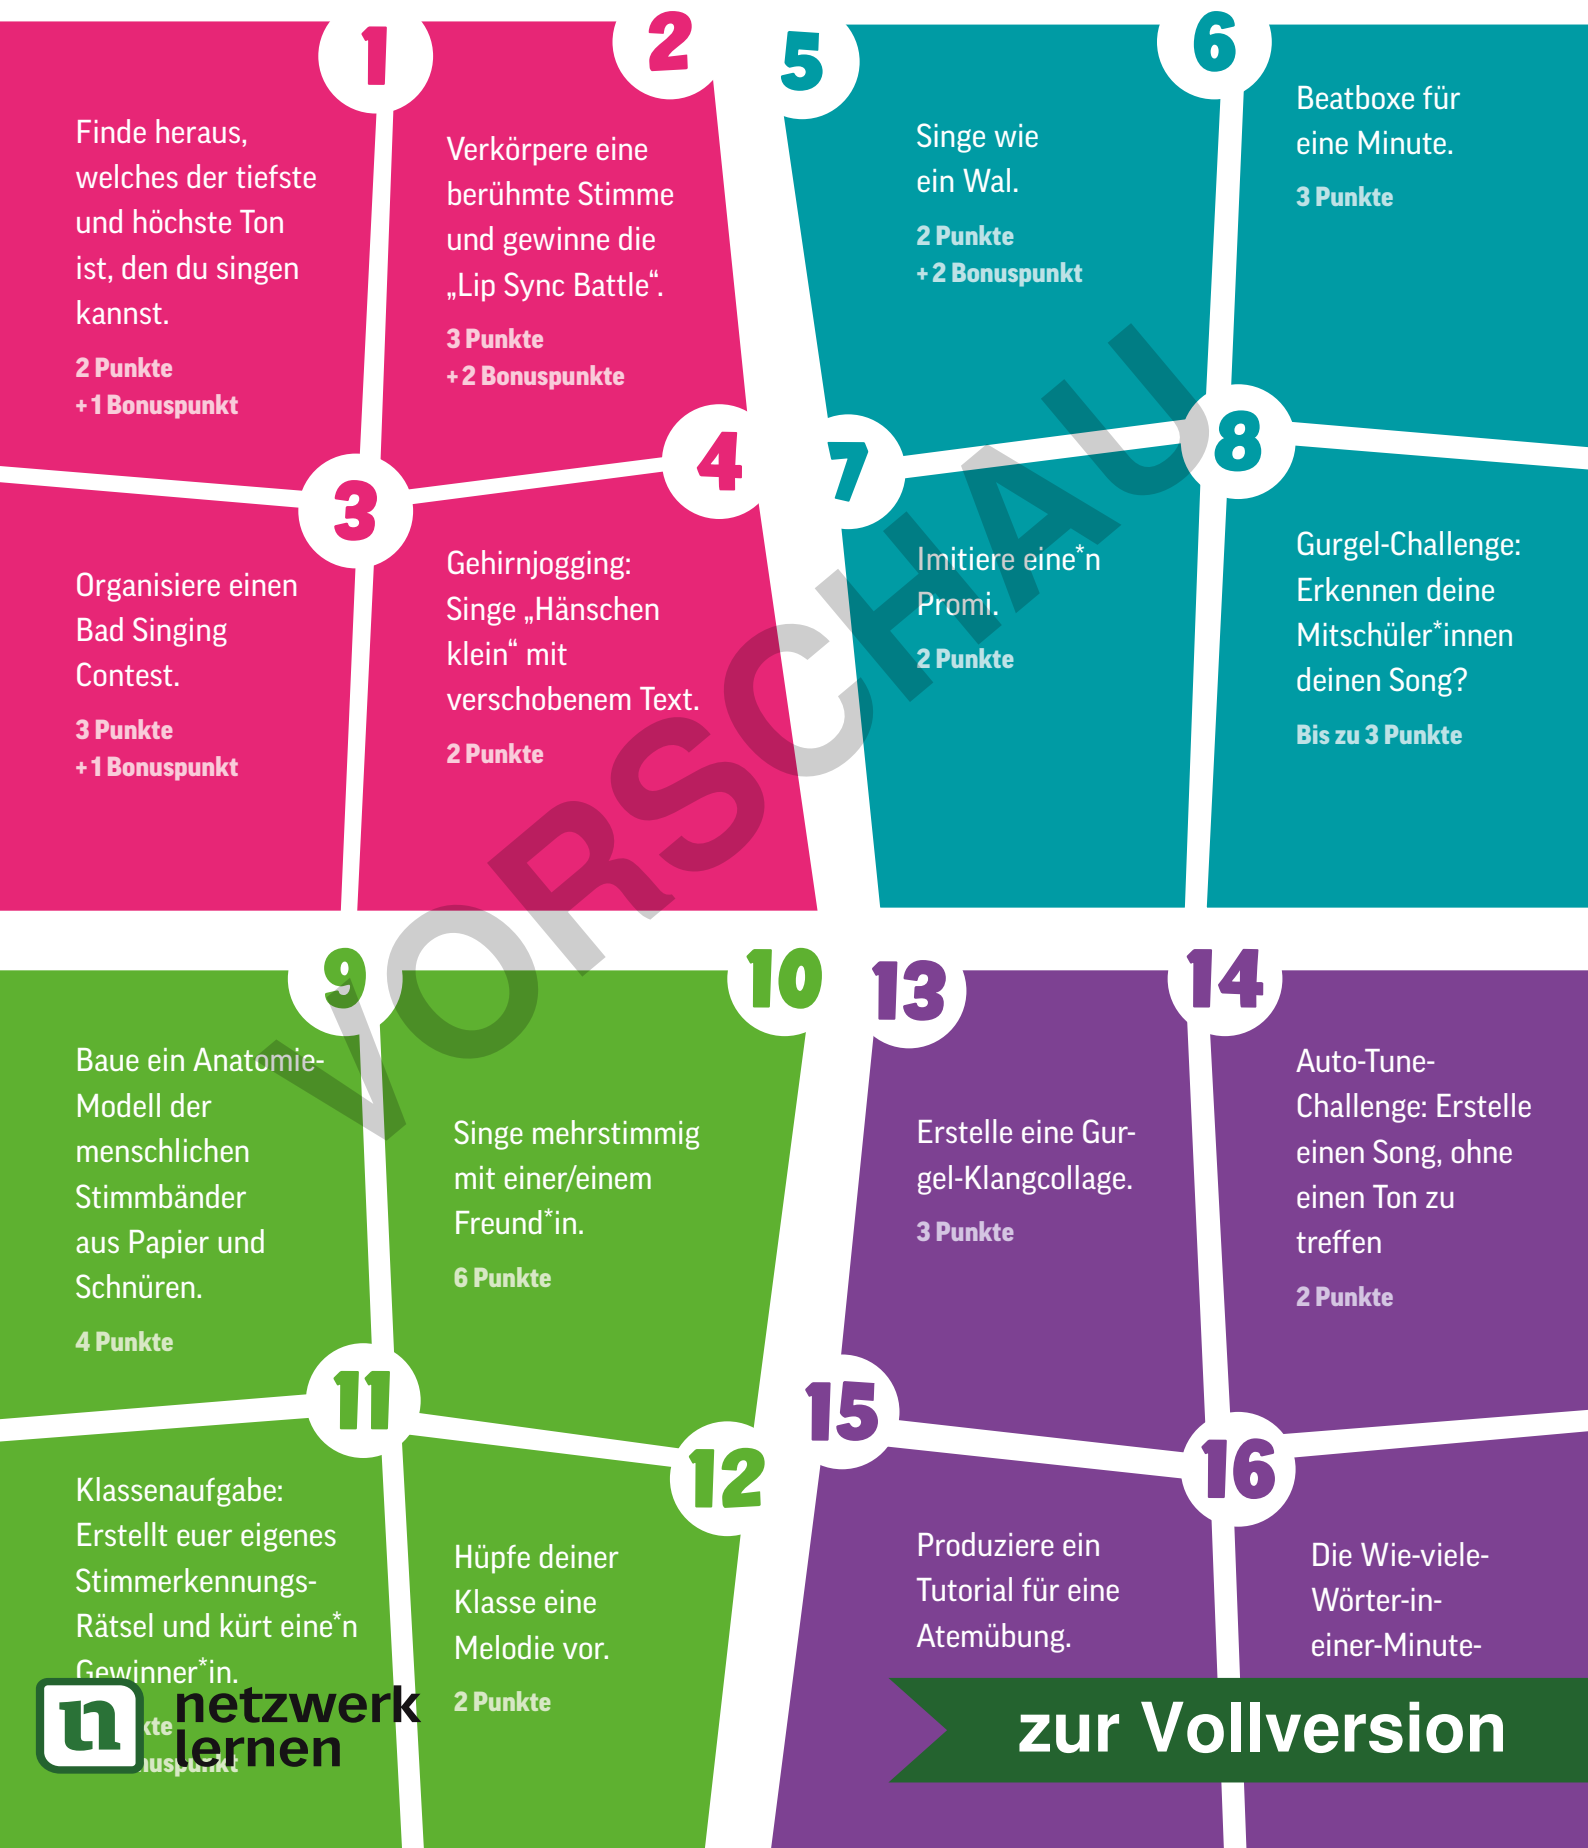 1
Finde heraus,
welches der tiefste
und höchste Ton
ist, den du singen
kannst.
2 Punkte
+ 1 Bonuspunkt
2
Verkörpere eine
berühmte Stimme
und gewinne die
„Lip Sync Battle“.
3 Punkte
+ 2 Bonuspunkte
3
Organisiere einen
Bad Singing
Contest.
3 Punkte
+ 1 Bonuspunkt
4
Gehirnjogging:
Singe „Hänschen
klein“ mit
verschobenem Text.
2 Punkte
5
Singe wie
ein Wal.
2 Punkte
+ 2 Bonuspunkt
6
Beatboxe für
eine Minute.
3 Punkte
7
Imitiere eine*n
Promi.
2 Punkte
8
Gurgel-Challenge:
Erkennen deine
Mitschüler*innen
deinen Song?
Bis zu 3 Punkte
VORSCHAU
9
Baue ein Anatomie-
Modell der
menschlichen
Stimmbänder
aus Papier und
Schnüren.
4 Punkte
10
Singe mehrstimmig
mit einer/einem
Freund*in.
6 Punkte
11
Klassenaufgabe:
Erstellt euer eigenes
Stimmerkennungs-
Rätsel und kürt eine*n
Gewinner*in.
12
Hüpfe deiner
Klasse eine
Melodie vor.
2 Punkte
13
Erstelle eine Gur-
gel-Klangcollage.
3 Punkte
14
Auto-Tune-
Challenge: Erstelle
einen Song, ohne
einen Ton zu
treffen
2 Punkte
15
Produziere ein
Tutorial für eine
Atemübung.
16
Die Wie-viele-
Wörter-in-
einer-Minute-
n
netzwerk
lernen
zur Vollversion